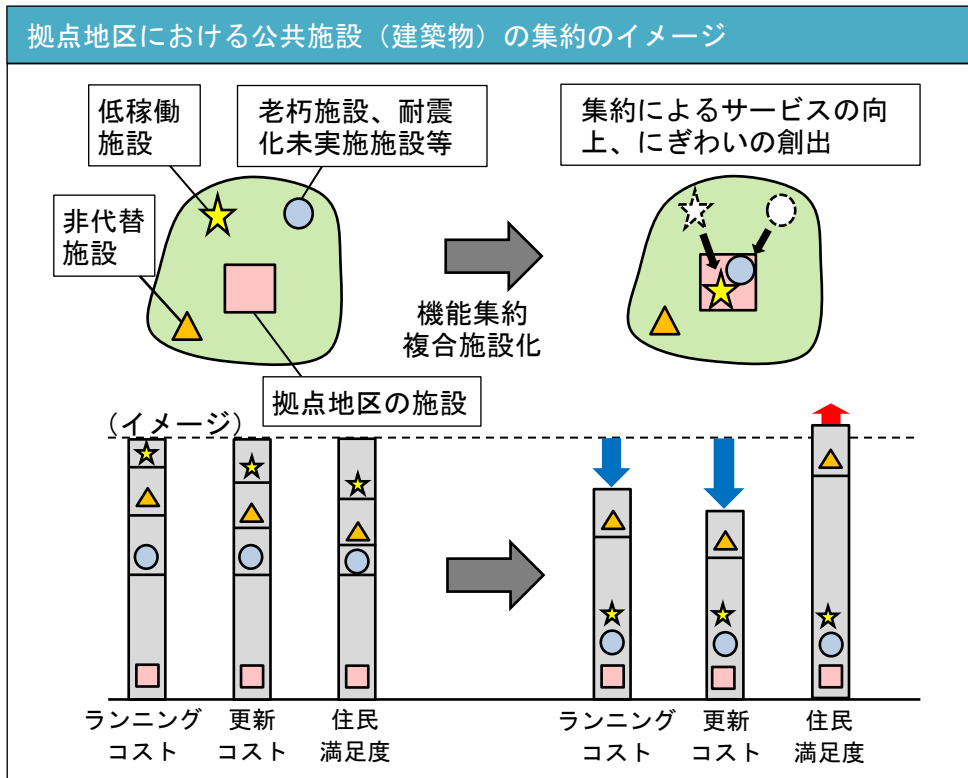 拠点地区における公共施設（建築物）の集約のイメージ
低稼働
施設
老朽施設、耐震
化未実施施設等
集約によるサービスの向
上、にぎわいの創出
非代替
施設
機能集約
複合施設化
拠点地区の施設
（イメージ）
ランニング
コスト
更新
コスト
住民
満足度
ランニング
コスト
更新
コスト
住民
満足度